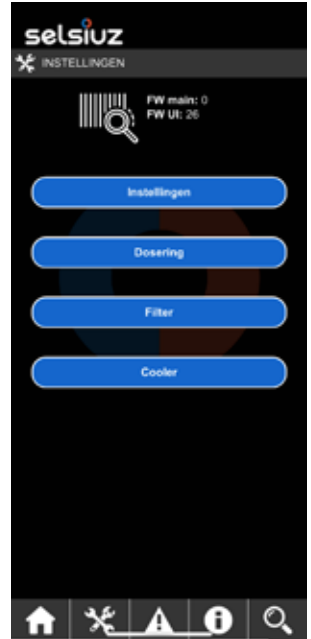 selsiuz
INSTELLINGEN
FW main: 0
FW UI: 26
Instellingen
Dosering
Filter
Cooler